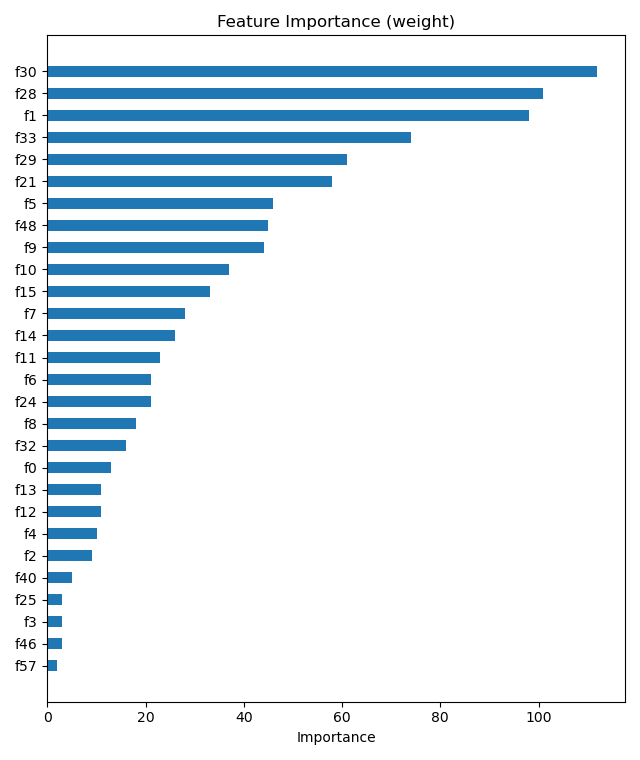 Feature Importance (weight)
f30
f28
f1
f33
f29
f21
f5
f48
f9
f10
f15
f7
f14
f11
f6
f24
f8
f32
f0
f13
f12
f4
f2
f40
f25
f3
f46
f57
0 20 40 60 80 100
Importance